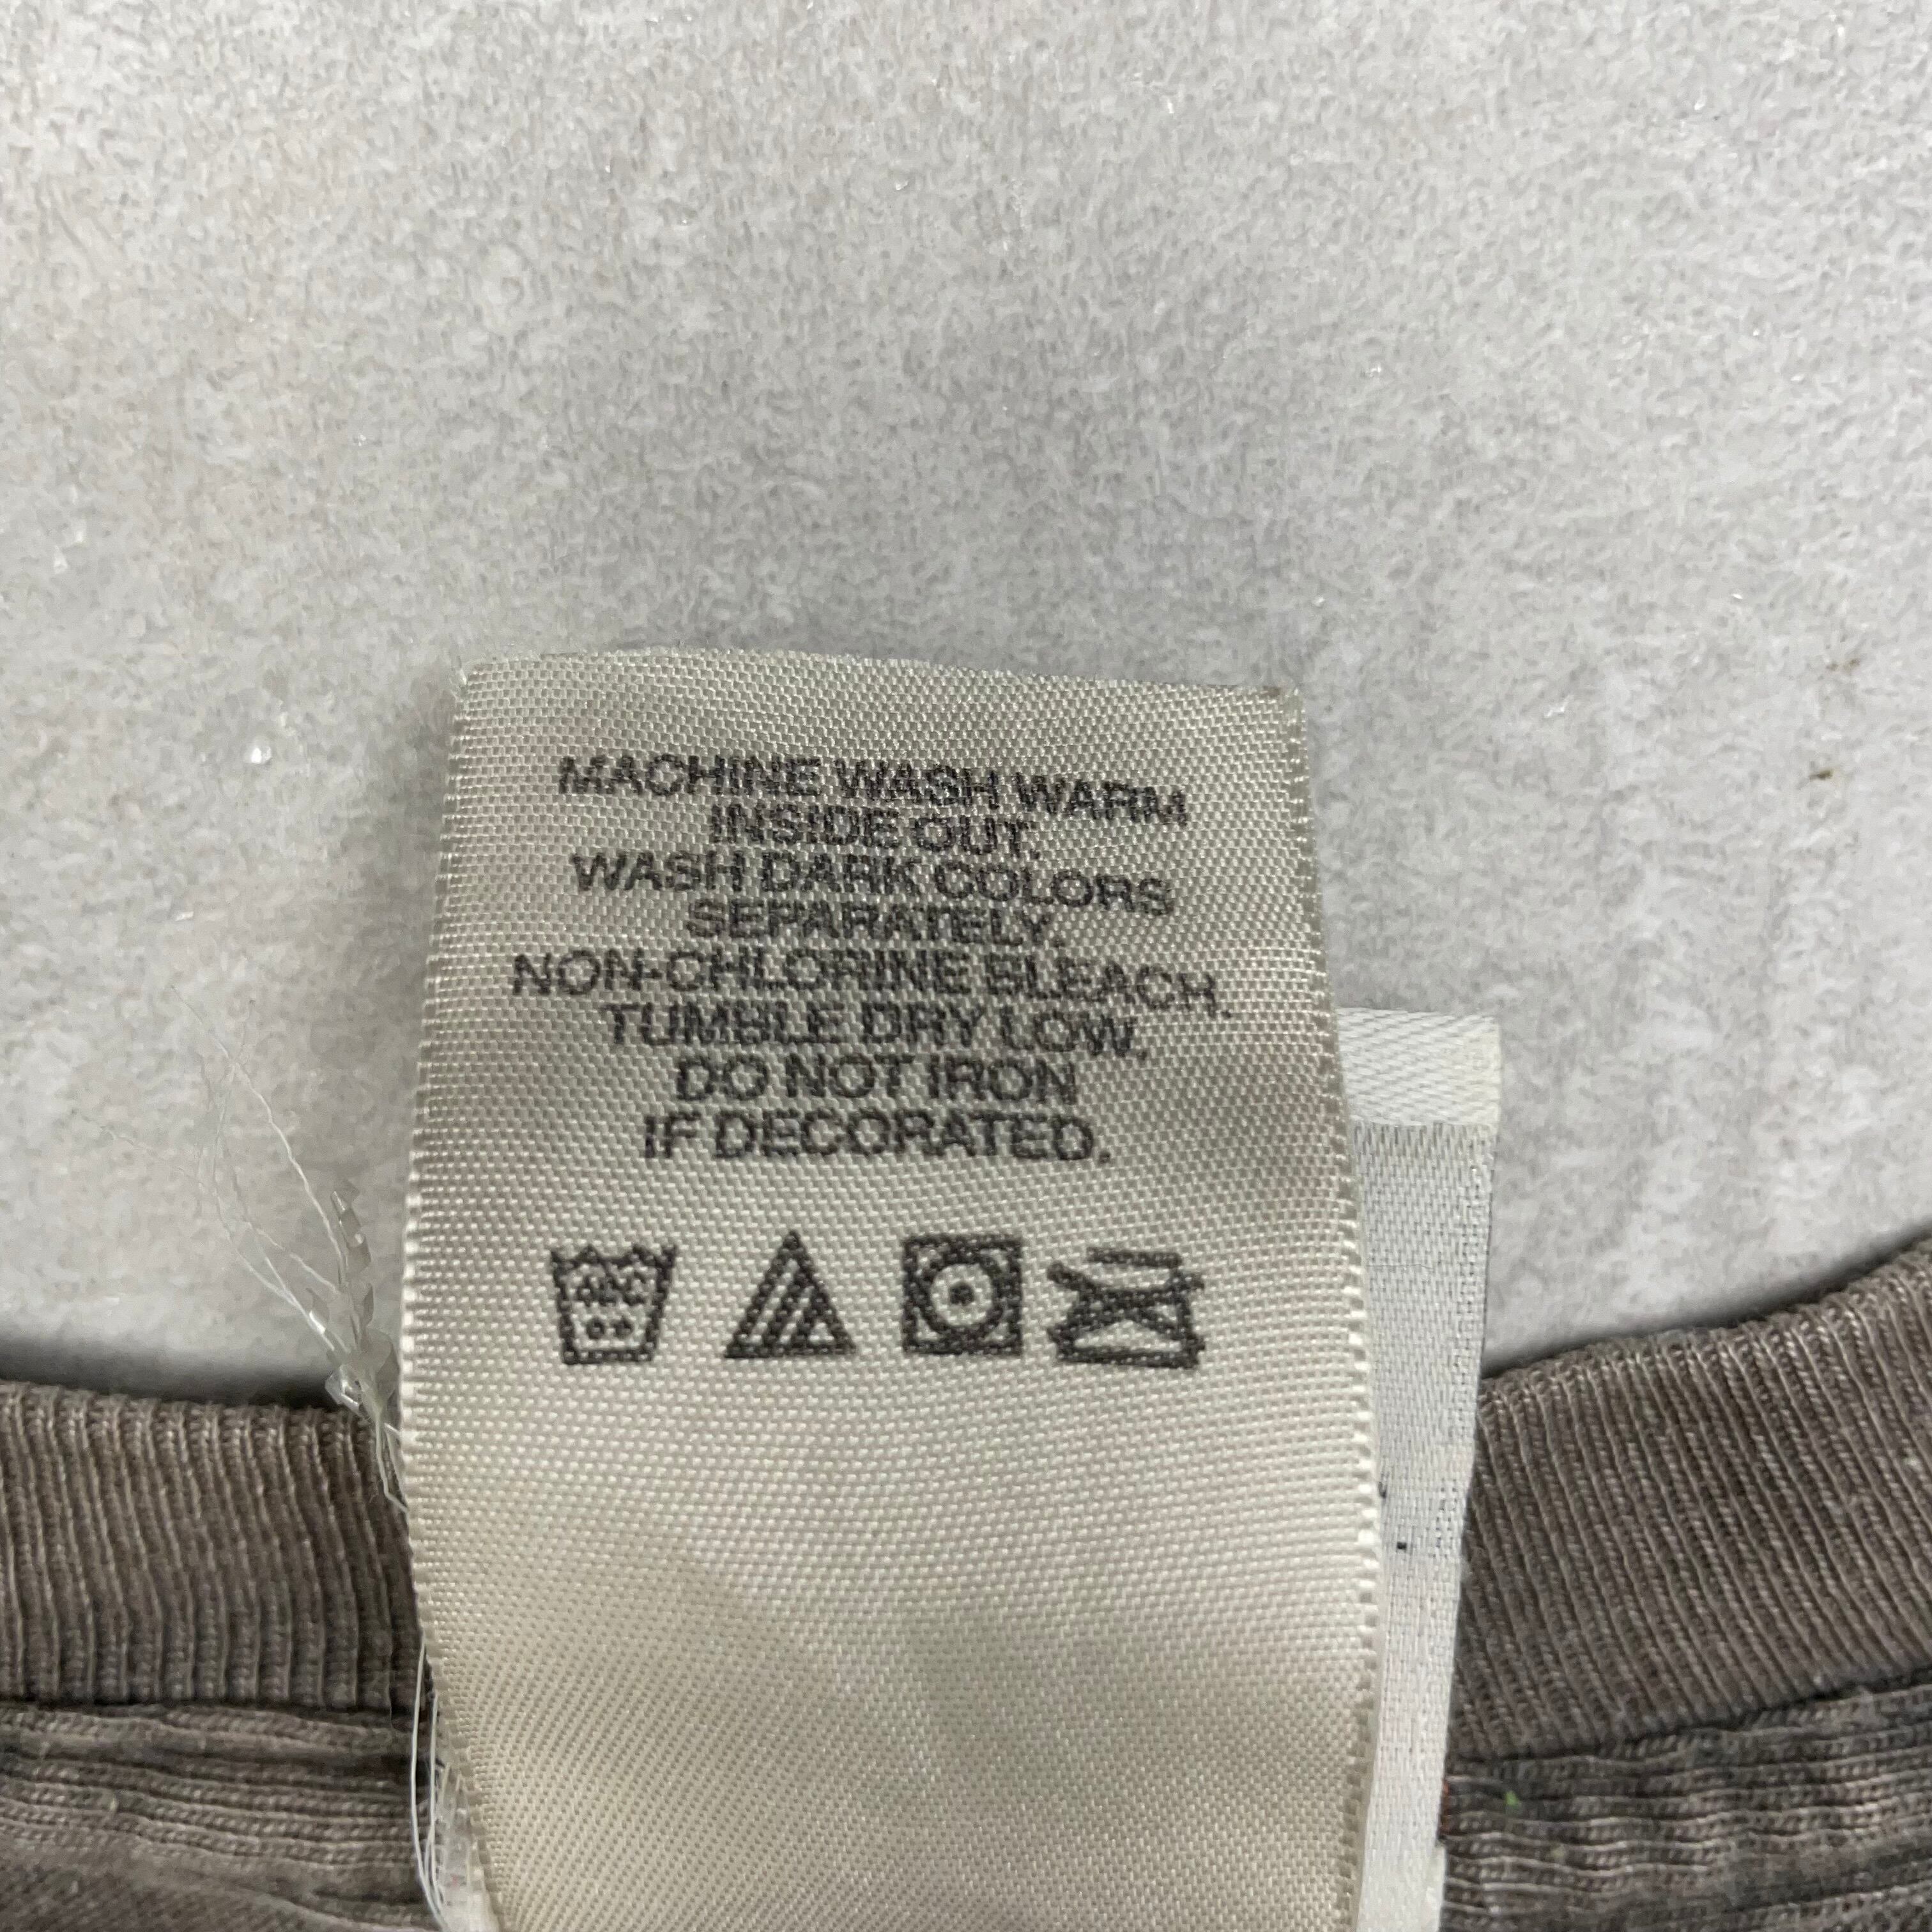 MACHINE WASH WARM
INSIDE OUT.
WASH DARK COLORS
SEPARATELY.
NON-CHLORINE BLEACH.
TUMBLE DRY LOW.
DO NOT IRON
IF DECORATED.